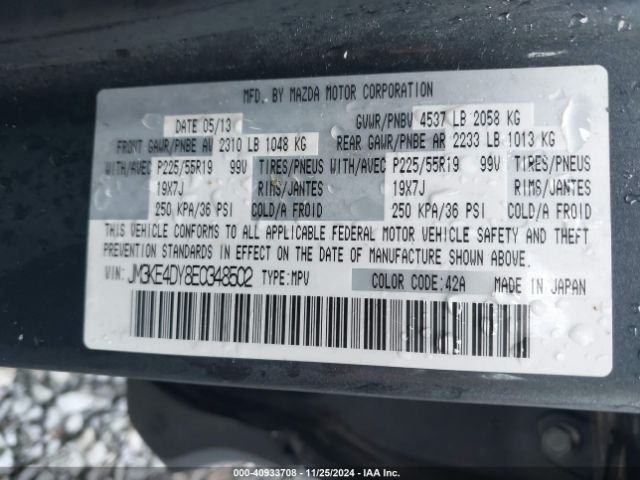 MFD. BY MAZDA MOTOR CORPORATION
DATE 05/13 GVWR/PNBV 4537 LB 2058 KG
FRONT GAWR/PNBE AV 2310 LB 1048 KG REAR GAWR/PNBE AR 2233 LB 1013 KG
WITH/AVEC P225/55R19 99V TIRES/PNEUS WITH/AVEC P225/55R19 99V TIRES/PNEUS
19X7J RIMS/JANTES 19X7J RIMS/JANTES
250 KPA/36 PSI COLD/A FROID 250 KPA/36 PSI COLD/A FROID
THIS VEHICLE CONFORMS TO ALL APPLICABLE FEDERAL MOTOR VEHICLE SAFETY AND THEFT
PREVENTION STANDARDS IN EFFECT ON THE DATE OF MANUFACTURE SHOWN ABOVE.
VIN: JM3KE4DY8E0348502 TYPE:MPV COLOR CODE:42A MADE IN JAPAN
000-40933708 - 11/25/2024 - IAA Inc.